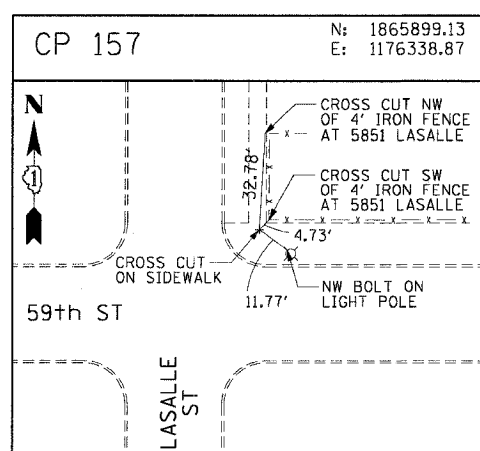 CP 157
N: 1865899.13
E: 1176338.87
N
1
CROSS CUT NW
OF 4' IRON FENCE
AT 5851 LASALLE
32.78'
CROSS CUT SW
OF 4' IRON FENCE
AT 5851 LASALLE
4.73'
CROSS CUT
ON SIDEWALK
11.77'
NW BOLT ON
LIGHT POLE
59th ST
LASALLE
ST